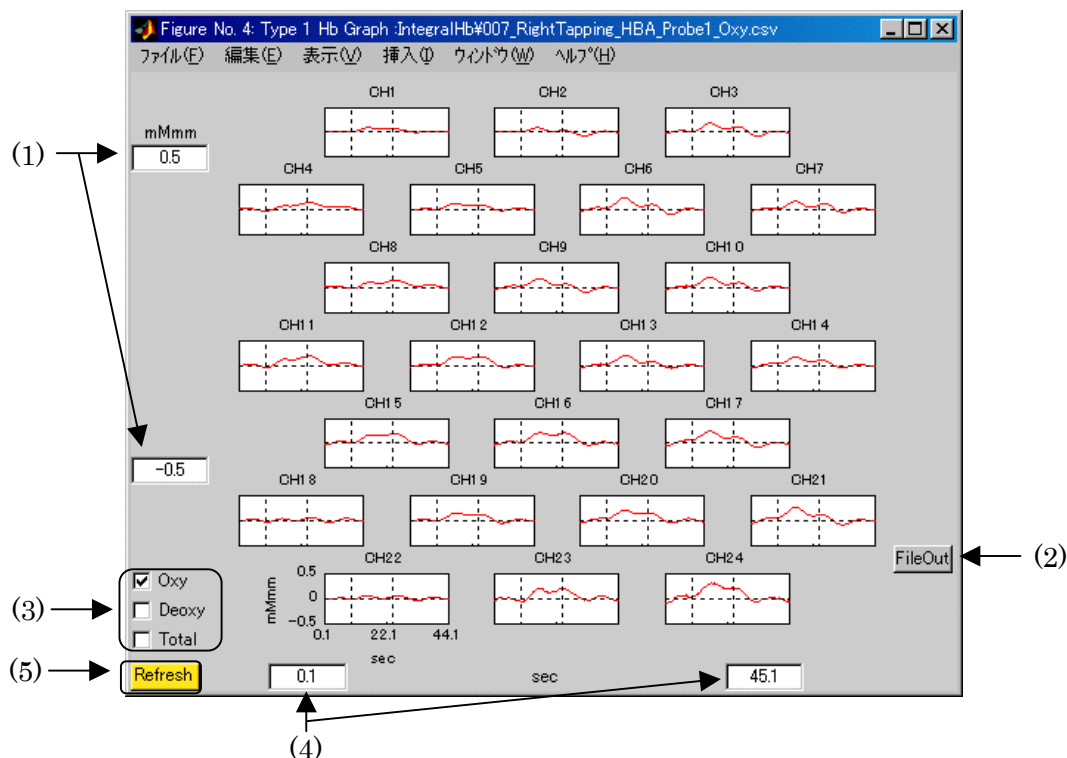 Figure No. 4: Type 1 Hb Graph :IntegralHb¥007_RightTapping_HBA_Probe1_Oxy.csv
ファイル(F) 編集(E) 表示(V) 挿入(I) ウィンドウ(W) ヘルプ(H)
CH1 CH2 CH3
mMmm
(1)
0.5
CH4 CH5 CH6 CH7
CH8 CH9 CH10
CH11 CH12 CH13 CH14
CH15 CH16 CH17
-0.5
CH18 CH19 CH20 CH21
CH22 CH23 CH24
FileOut
(2)
(3)
Oxy
Deoxy
Total
mMmm
0.5
0
-0.5
0.1 22.1 44.1
sec
(5)
Refresh
0.1 sec 45.1
(4)